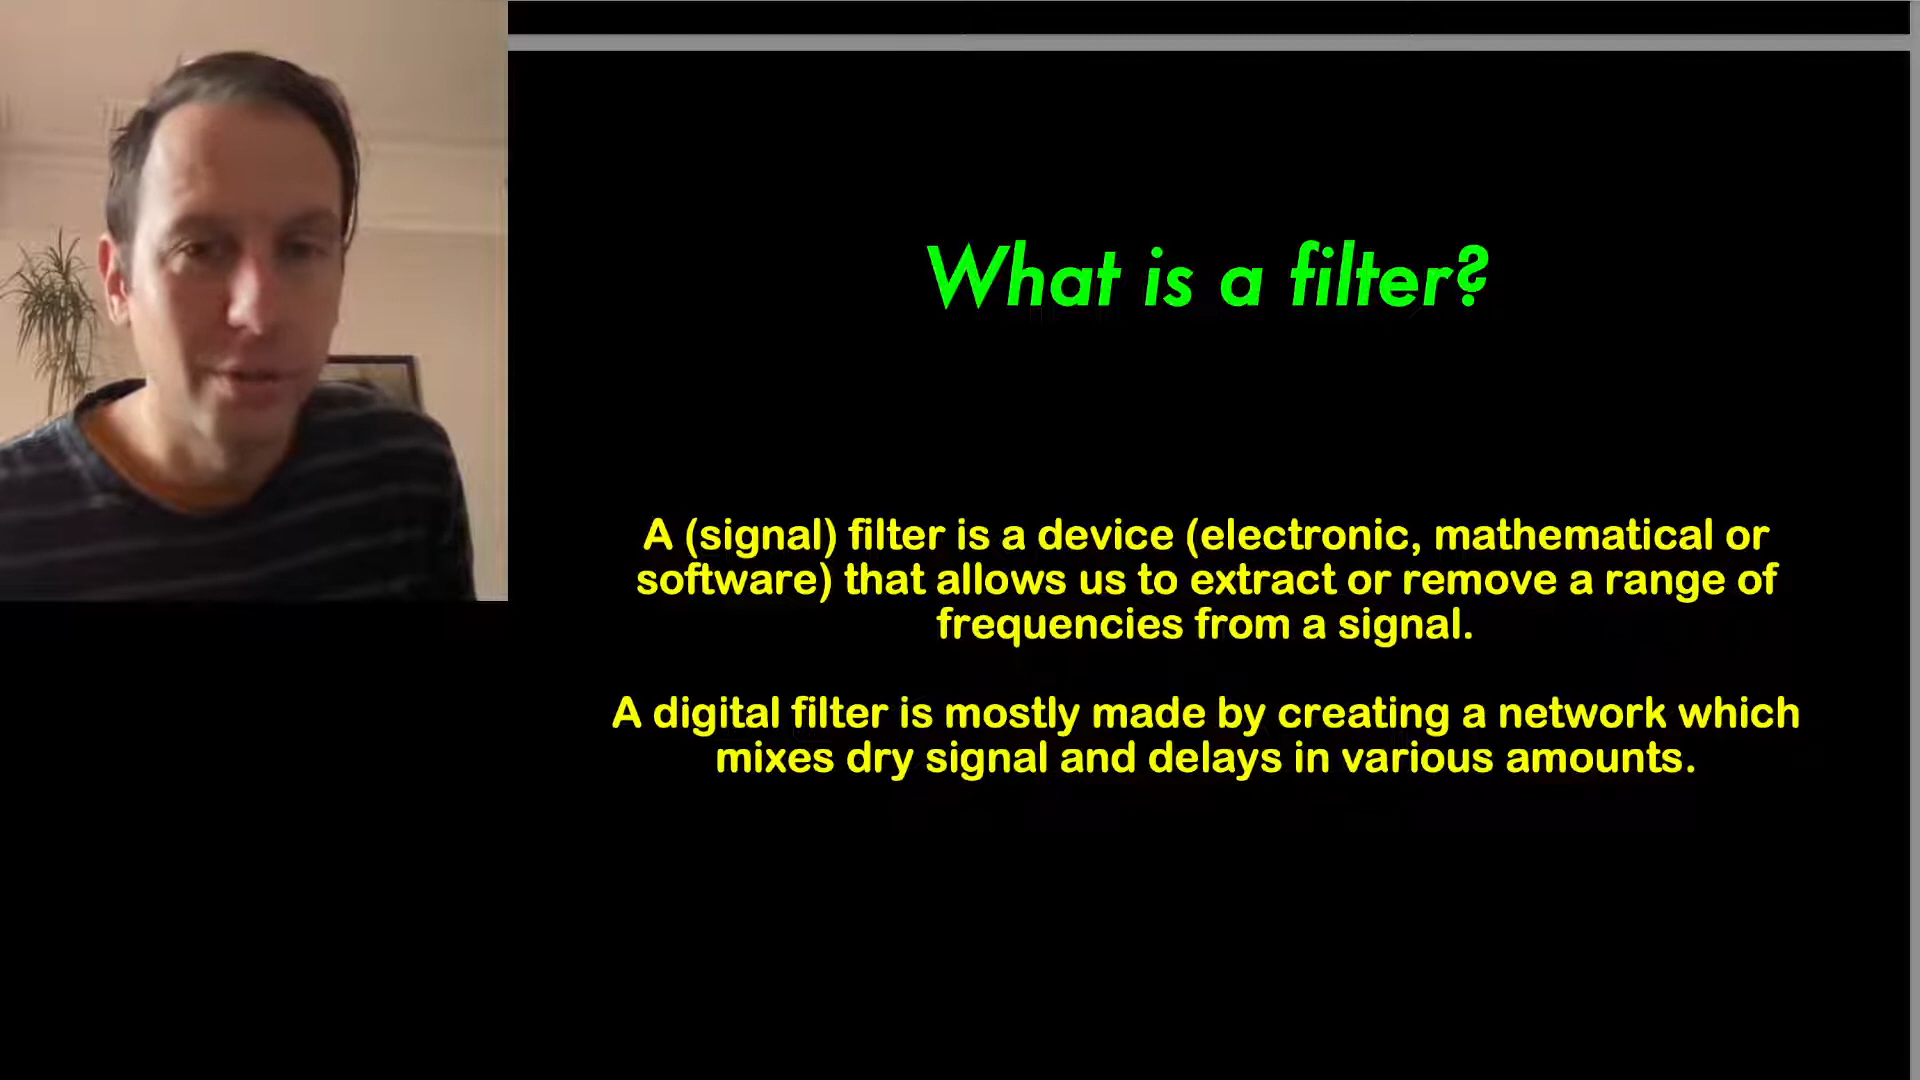 What is a filter?
A (signal) filter is a device (electronic, mathematical or
software) that allows us to extract or remove a range of
frequencies from a signal.
A digital filter is mostly made by creating a network which
mixes dry signal and delays in various amounts.